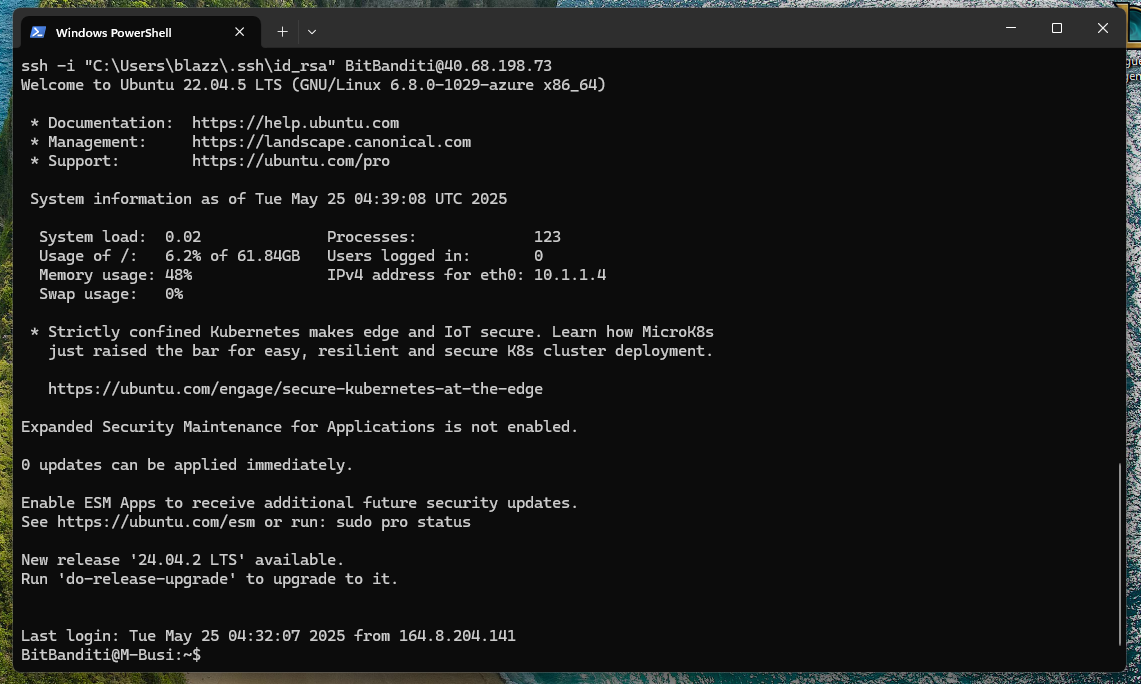 Windows PowerShell
ssh -i "C:\Users\blazz\.ssh\id_rsa" BitBanditi@40.68.198.73
Welcome to Ubuntu 22.04.5 LTS (GNU/Linux 6.8.0-1029-azure x86_64)
* Documentation:  https://help.ubuntu.com
* Management:     https://landscape.canonical.com
* Support:        https://ubuntu.com/pro
System information as of Tue May 25 04:39:08 UTC 2025
System load:  0.02              Processes:             123
Usage of /:   6.2% of 61.84GB   Users logged in:       0
Memory usage: 48%               IPv4 address for eth0: 10.1.1.4
Swap usage:   0%
* Strictly confined Kubernetes makes edge and IoT secure. Learn how MicroK8s
just raised the bar for easy, resilient and secure K8s cluster deployment.
https://ubuntu.com/engage/secure-kubernetes-at-the-edge
Expanded Security Maintenance for Applications is not enabled.
0 updates can be applied immediately.
Enable ESM Apps to receive additional future security updates.
See https://ubuntu.com/esm or run: sudo pro status
New release '24.04.2 LTS' available.
Run 'do-release-upgrade' to upgrade to it.
Last login: Tue May 25 04:32:07 2025 from 164.8.204.141
BitBanditi@M-Busi:~$